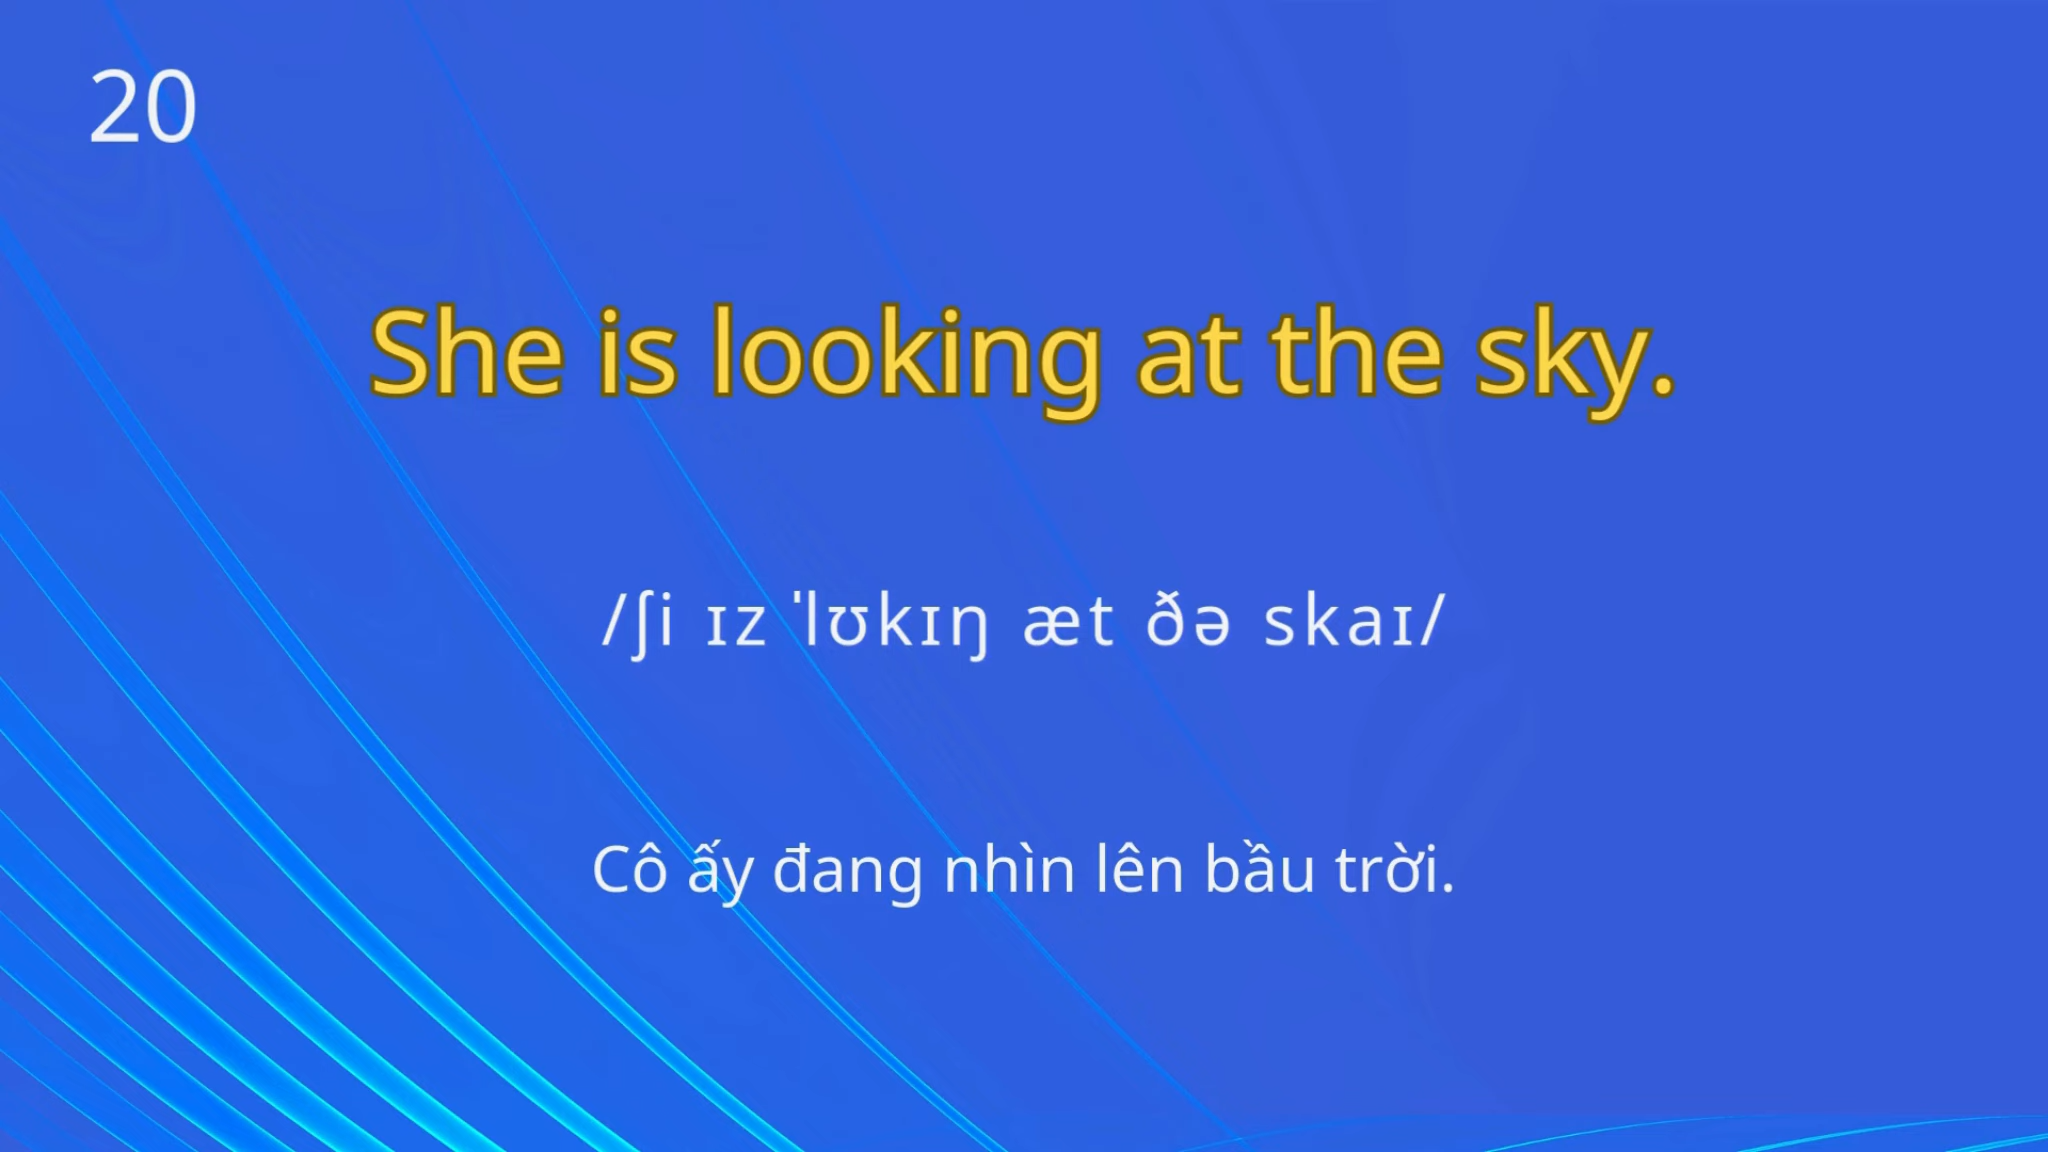 20
She is looking at the sky.
/ʃi ɪz ˈlʊkɪŋ æt ðə skaɪ/
Cô ấy đang nhìn lên bầu trời.